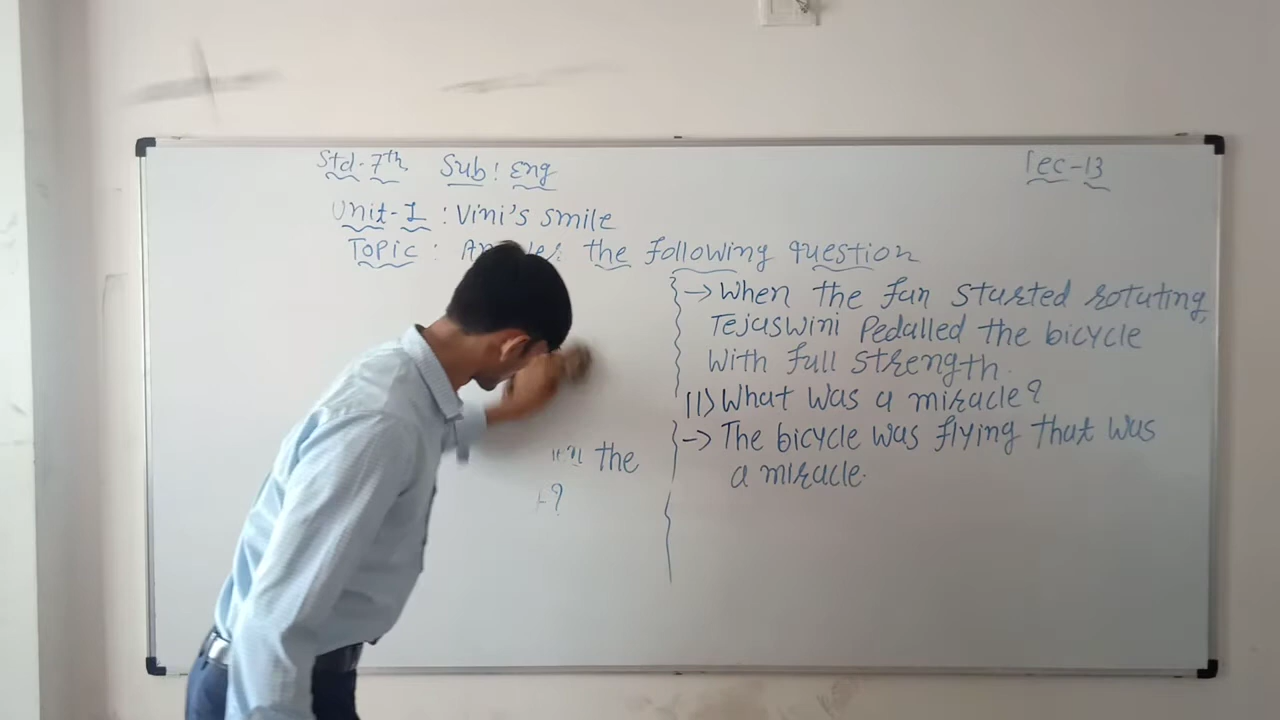 Std-7th Sub: Eng
Lec-13
Unit-1 : Vini's smile
Topic : the following question
→ When the fan started rotating,
Tejaswini Pedalled the bicycle
with full strength.
11) What was a miracle?
→ The bicycle was flying that was
a miracle.
the
?